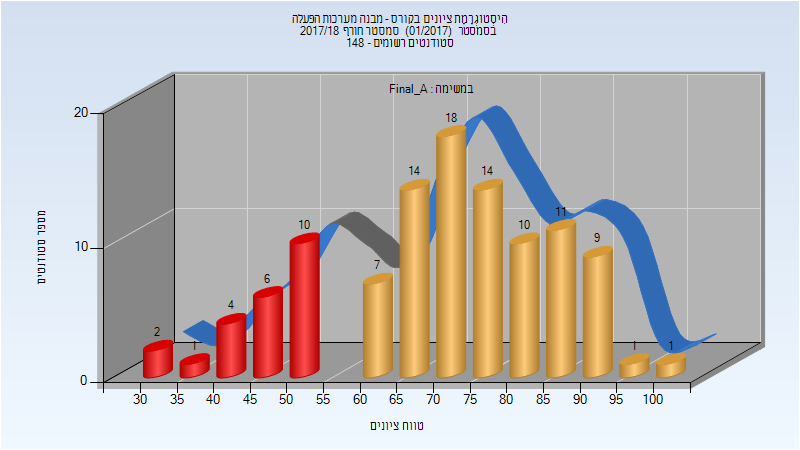 היסטוגרמת ציונים בקורס - מבנה מערכות הפעלה
בסמסטר (01/2017) סמסטר חורף 2017/18
סטודנטים רשומים - 148
במשימה : Final_A
מספר סטודנטים
20
10
0
2
1
4
6
10
7
14
18
14
10
11
9
1
1
30 35 40 45 50 55 60 65 70 75 80 85 90 95 100
טווח ציונים